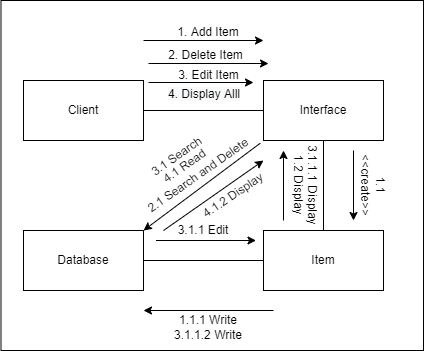 1. Add Item
2. Delete Item
3. Edit Item
4. Display Alll
Client
Interface
3.1 Search
4.1 Read
2.1 Search and Delete
4.1.2 Display
3.1.1.1 Display
1.2 Display
1.1
<<create>>
3.1.1 Edit
Database
Item
1.1.1 Write
3.1.1.2 Write